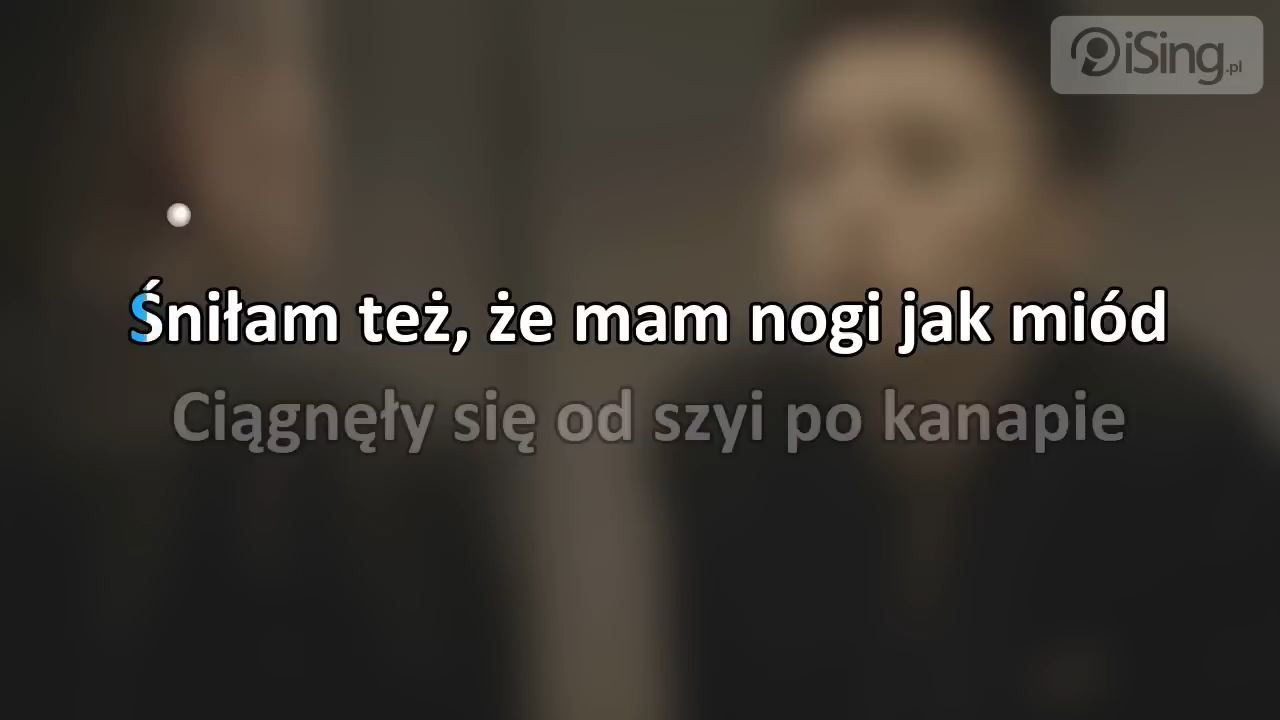 iSing.pl
Śniłam też, że mam nogi jak miód
Ciągnęły się od szyi po kanapie